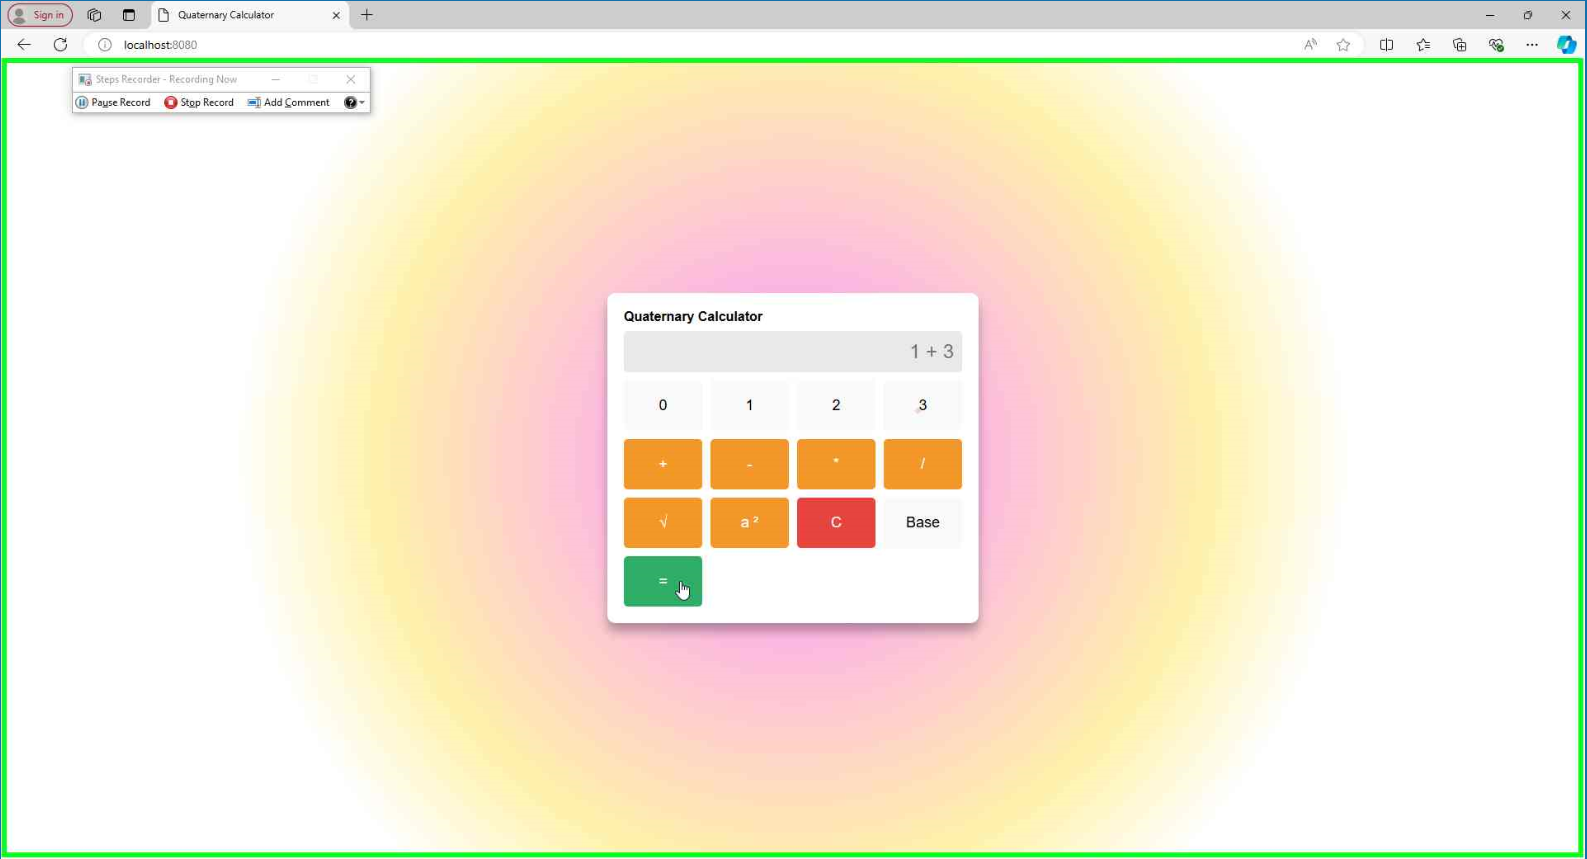 Sign in
Quaternary Calculator
localhost:8080
Steps Recorder - Recording Now
Pause Record Stop Record Add Comment
Quaternary Calculator
1 + 3
0 1 2 3
+ - * /
√ a² C Base
=